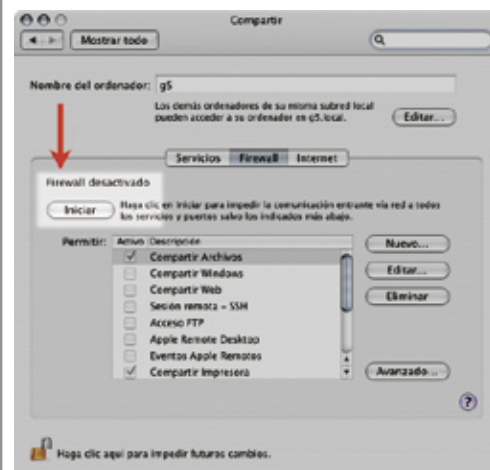 Compartir
Mostrar todo
Nombre del ordenador: g5
Los demás ordenadores de su misma subred local
pueden acceder a su ordenador en g5.local.
Editar...
Servicios Firewall Internet
Firewall desactivado
Iniciar
Haga clic en Iniciar para impedir la comunicación entrante vía red a todos
los servicios y puertos salvo los indicados más abajo.
Permitir:
Activo Descripción
Compartir Archivos
Compartir Windows
Compartir Web
Sesión remota – SSH
Acceso FTP
Apple Remote Desktop
Eventos Apple Remotos
Compartir Impresora
Nuevo...
Editar...
Eliminar
Avanzado...
?
Haga clic aquí para impedir futuros cambios.